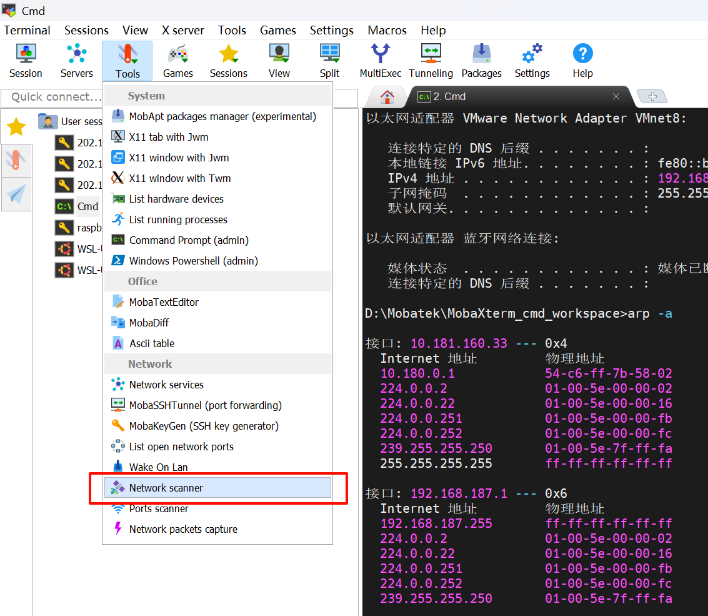 Cmd
Terminal Sessions View X server Tools Games Settings Macros Help
Session Servers Tools Games Sessions View Split MultiExec Tunneling Packages Settings Help
Quick connect...
User sess
202.1
202.1
202.1
Cmd
raspb
WSL-U
WSL-U
System
MobApt packages manager (experimental)
X11 tab with Jwm
X11 window with Jwm
X11 window with Twm
List hardware devices
List running processes
Command Prompt (admin)
Windows Powershell (admin)
Office
MobaTextEditor
MobaDiff
Ascii table
Network
Network services
MobaSSHTunnel (port forwarding)
MobaKeyGen (SSH key generator)
List open network ports
Wake On Lan
Network scanner
Ports scanner
Network packets capture
2. Cmd
以太网适配器 VMware Network Adapter VMnet8:
连接特定的 DNS 后缀 . . . . . . . :
本地链接 IPv6 地址. . . . . . . . : fe80::b
IPv4 地址 . . . . . . . . . . . . : 192.168
子网掩码 . . . . . . . . . . . . : 255.255
默认网关. . . . . . . . . . . . . :
以太网适配器 蓝牙网络连接:
媒体状态 . . . . . . . . . . . . : 媒体已断
连接特定的 DNS 后缀 . . . . . . . :
D:\Mobatek\MobaXterm_cmd_workspace>arp -a
接口: 10.181.160.33 --- 0x4
Internet 地址 物理地址
10.180.0.1 54-c6-ff-7b-58-02
224.0.0.2 01-00-5e-00-00-02
224.0.0.22 01-00-5e-00-00-16
224.0.0.251 01-00-5e-00-00-fb
224.0.0.252 01-00-5e-00-00-fc
239.255.255.250 01-00-5e-7f-ff-fa
255.255.255.255 ff-ff-ff-ff-ff-ff
接口: 192.168.187.1 --- 0x6
Internet 地址 物理地址
192.168.187.255 ff-ff-ff-ff-ff-ff
224.0.0.2 01-00-5e-00-00-02
224.0.0.22 01-00-5e-00-00-16
224.0.0.251 01-00-5e-00-00-fb
224.0.0.252 01-00-5e-00-00-fc
239.255.255.250 01-00-5e-7f-ff-fa